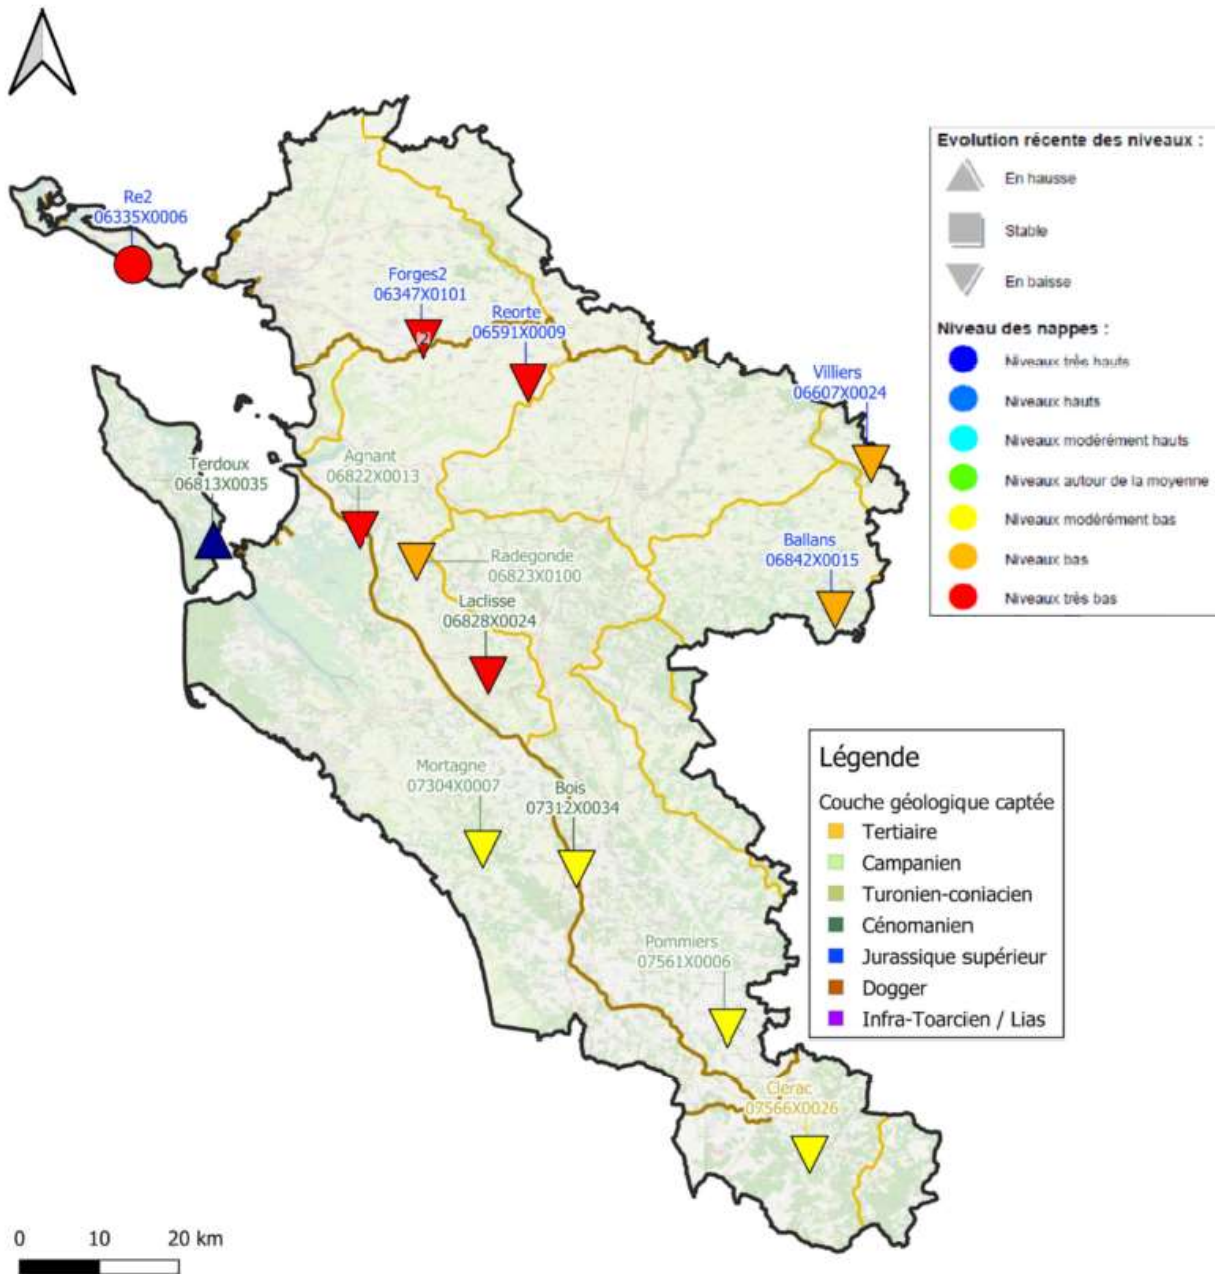 Re2
06335X0006
Forges2
06347X0101
Reorte
06591X0009
Villiers
06607X0024
Agnant
06822X0013
Terdoux
06813X0035
Radegonde
06823X0100
Ballans
06842X0015
Laclisse
06828X0024
Mortagne
07304X0007
Bois
07312X0034
Pommiers
07561X0006
Clerac
07566X0026
Evolution récente des niveaux :
En hausse
Stable
En baisse
Niveau des nappes :
Niveaux très hauts
Niveaux hauts
Niveaux modérément hauts
Niveaux autour de la moyenne
Niveaux modérément bas
Niveaux bas
Niveaux très bas
Légende
Couche géologique captée
Tertiaire
Campanien
Turonien-coniacien
Cénomanien
Jurassique supérieur
Dogger
Infra-Toarcien / Lias
0 10 20 km